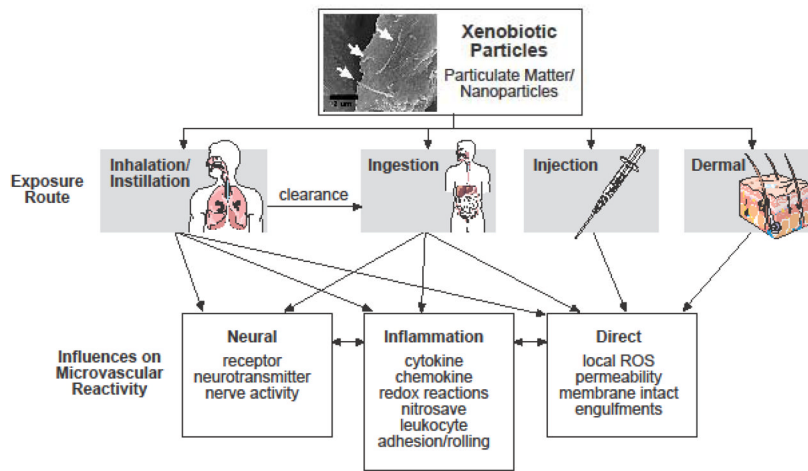 Xenobiotic
Particles
Particulate Matter/
Nanoparticles
2 um
Exposure
Route
Inhalation/
Instillation
clearance
Ingestion
Injection
Dermal
Influences on
Microvascular
Reactivity
Neural
receptor
neurotransmitter
nerve activity
Inflammation
cytokine
chemokine
redox reactions
nitrosave
leukocyte
adhesion/rolling
Direct
local ROS
permeability
membrane intact
engulfments